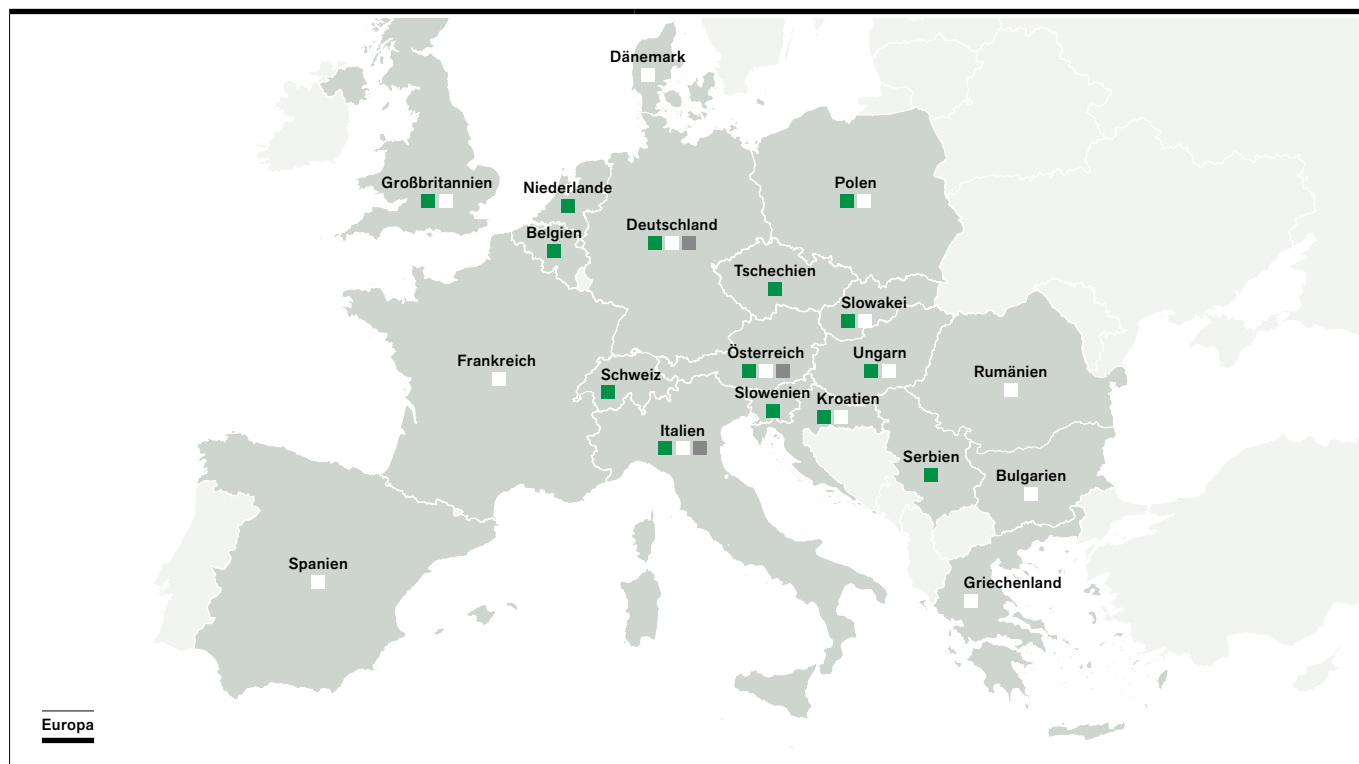 Dänemark
Großbritannien
Niederlande
Polen
Belgien
Deutschland
Tschechien
Slowakei
Frankreich
Österreich
Ungarn
Schweiz
Rumänien
Slowenien
Kroatien
Italien
Serbien
Bulgarien
Spanien
Griechenland
Europa